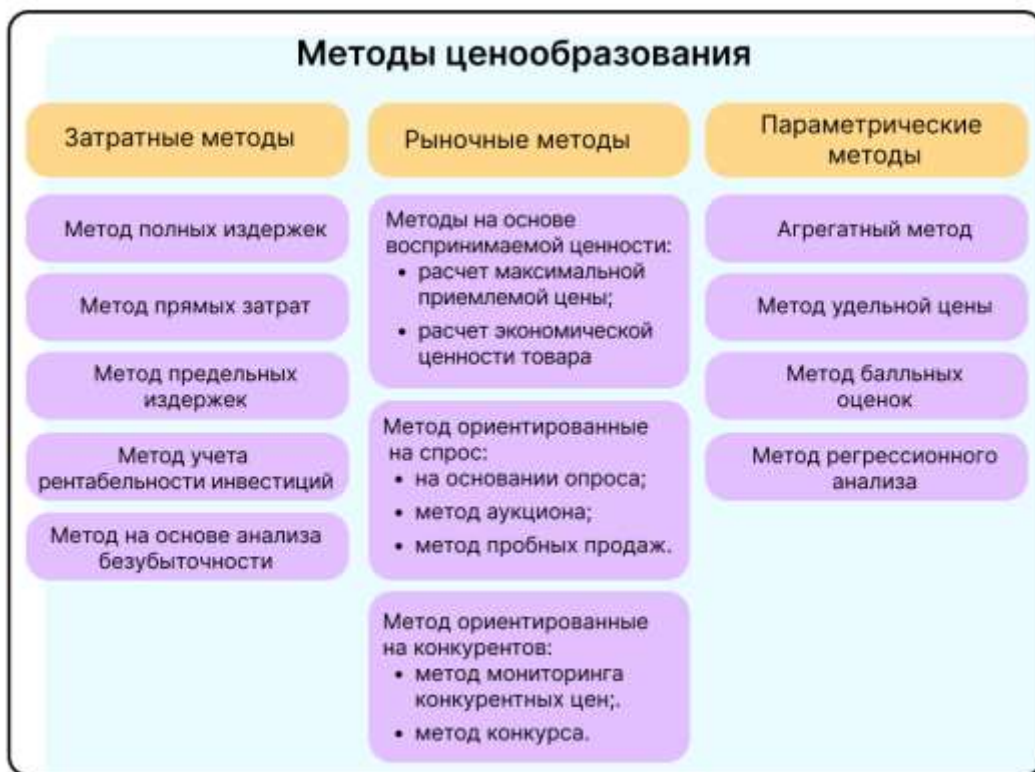 Методы ценообразования
Затратные методы
Метод полных издержек
Метод прямых затрат
Метод предельных
издержек
Метод учета
рентабельности инвестиций
Метод на основе анализа
безубыточности
Рыночные методы
Методы на основе
воспринимаемой ценности:
• расчет максимальной
приемлемой цены;
• расчет экономической
ценности товара
Метод ориентированные
на спрос:
• на основании опроса;
• метод аукциона;
• метод пробных продаж.
Метод ориентированные
на конкурентов:
• метод мониторинга
конкурентных цен;.
• метод конкурса.
Параметрические
методы
Агрегатный метод
Метод удельной цены
Метод балльных
оценок
Метод регрессионного
анализа